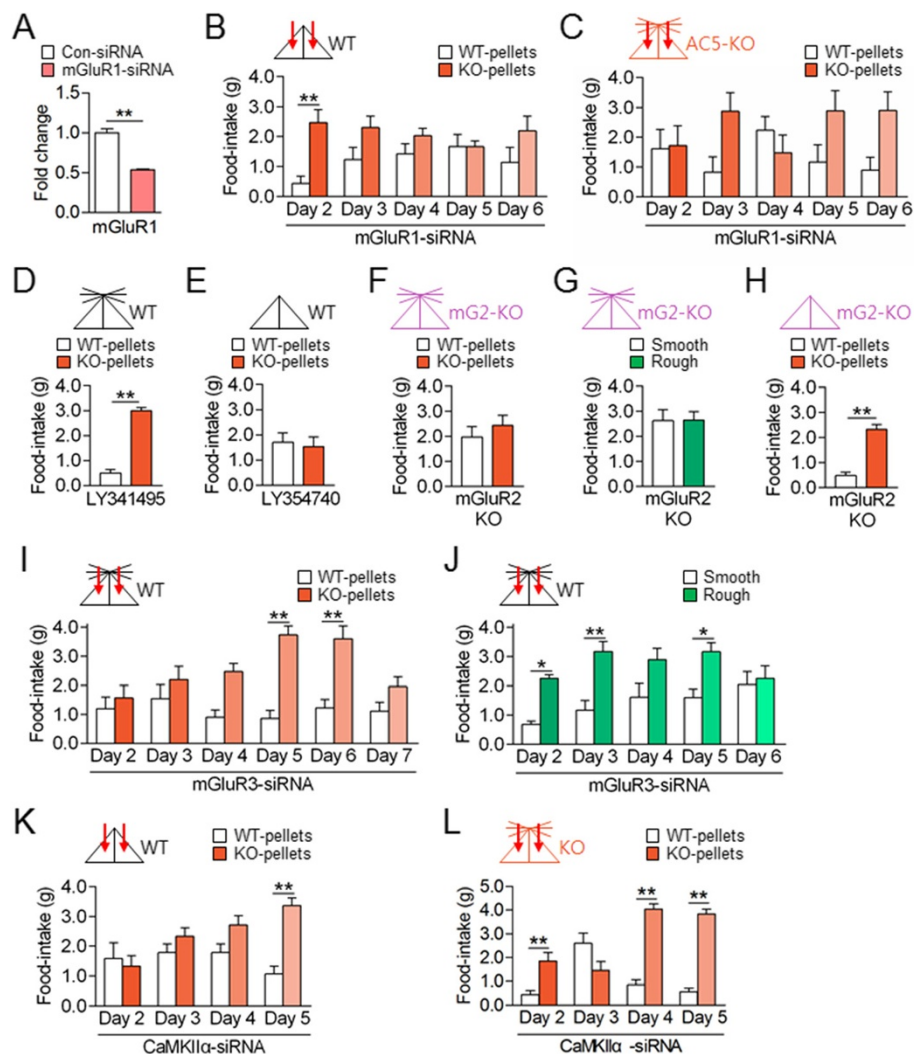 A
Con-siRNA
mGluR1-siRNA
Fold change
1.5
1.0
0.5
0.0
**
mGluR1
B
WT
WT-pellets
KO-pellets
Food-intake (g)
4.0
3.0
2.0
1.0
0.0
**
Day 2 Day 3 Day 4 Day 5 Day 6
mGluR1-siRNA
C
AC5-KO
WT-pellets
KO-pellets
Food-intake (g)
4.0
3.0
2.0
1.0
0.0
Day 2 Day 3 Day 4 Day 5 Day 6
mGluR1-siRNA
D
WT
WT-pellets
KO-pellets
Food-intake (g)
4.0
3.0
2.0
1.0
0.0
**
LY341495
E
WT
WT-pellets
KO-pellets
Food-intake (g)
4.0
3.0
2.0
1.0
0.0
LY354740
F
mG2-KO
WT-pellets
KO-pellets
Food-intake (g)
4.0
3.0
2.0
1.0
0.0
mGluR2
KO
G
mG2-KO
Smooth
Rough
Food-intake (g)
4.0
3.0
2.0
1.0
0.0
mGluR2
KO
H
mG2-KO
WT-pellets
KO-pellets
Food-intake (g)
4.0
3.0
2.0
1.0
0.0
**
mGluR2
KO
I
WT
WT-pellets
KO-pellets
Food-intake (g)
4.0
3.0
2.0
1.0
0.0
** **
Day 2 Day 3 Day 4 Day 5 Day 6 Day 7
mGluR3-siRNA
J
WT
Smooth
Rough
Food-intake (g)
4.0
3.0
2.0
1.0
0.0
* ** *
Day 2 Day 3 Day 4 Day 5 Day 6
mGluR3-siRNA
K
WT
WT-pellets
KO-pellets
Food-intake (g)
4.0
3.0
2.0
1.0
0.0
**
Day 2 Day 3 Day 4 Day 5
CaMKIIα-siRNA
L
KO
WT-pellets
KO-pellets
Food-intake (g)
5.0
4.0
3.0
2.0
1.0
0.0
** ** **
Day 2 Day 3 Day 4 Day 5
CaMKIIα -siRNA